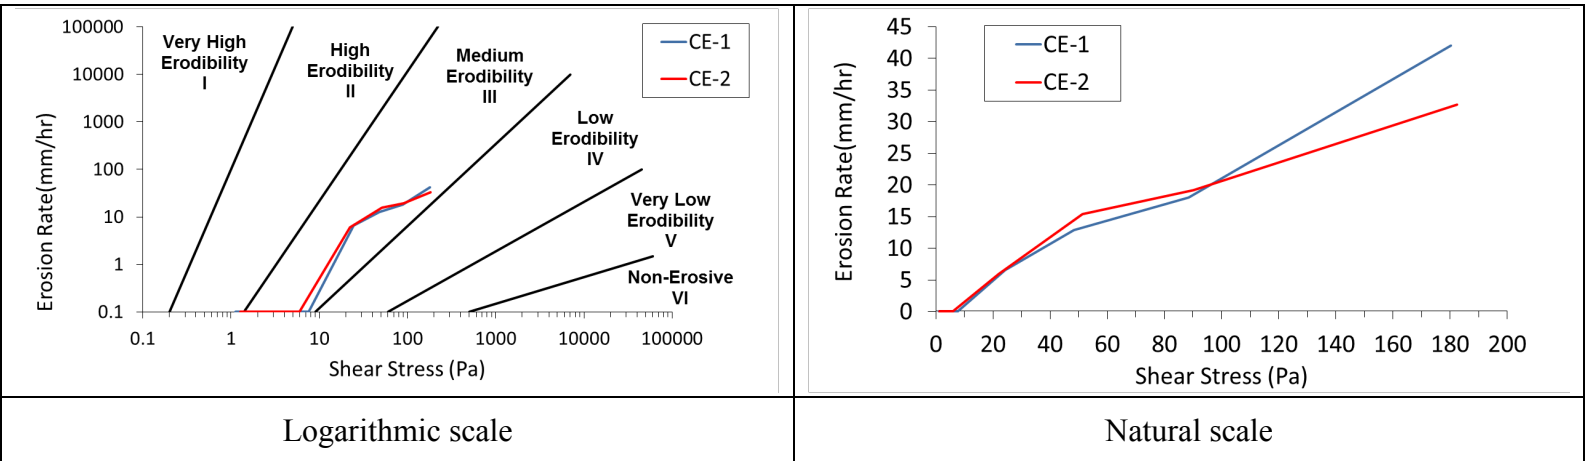 100000
10000
1000
100
10
1
0.1
Erosion Rate(mm/hr)
0.1
1
10
100
1000
10000
100000
Shear Stress (Pa)
Very High
Erodibility
I
High
Erodibility
II
Medium
Erodibility
III
Low
Erodibility
IV
Very Low
Erodibility
V
Non-Erosive
VI
CE-1
CE-2
45
40
35
30
25
20
15
10
5
0
Erosion Rate(mm/hr)
0
20
40
60
80
100
120
140
160
180
200
Shear Stress (Pa)
CE-1
CE-2
Logarithmic scale
Natural scale